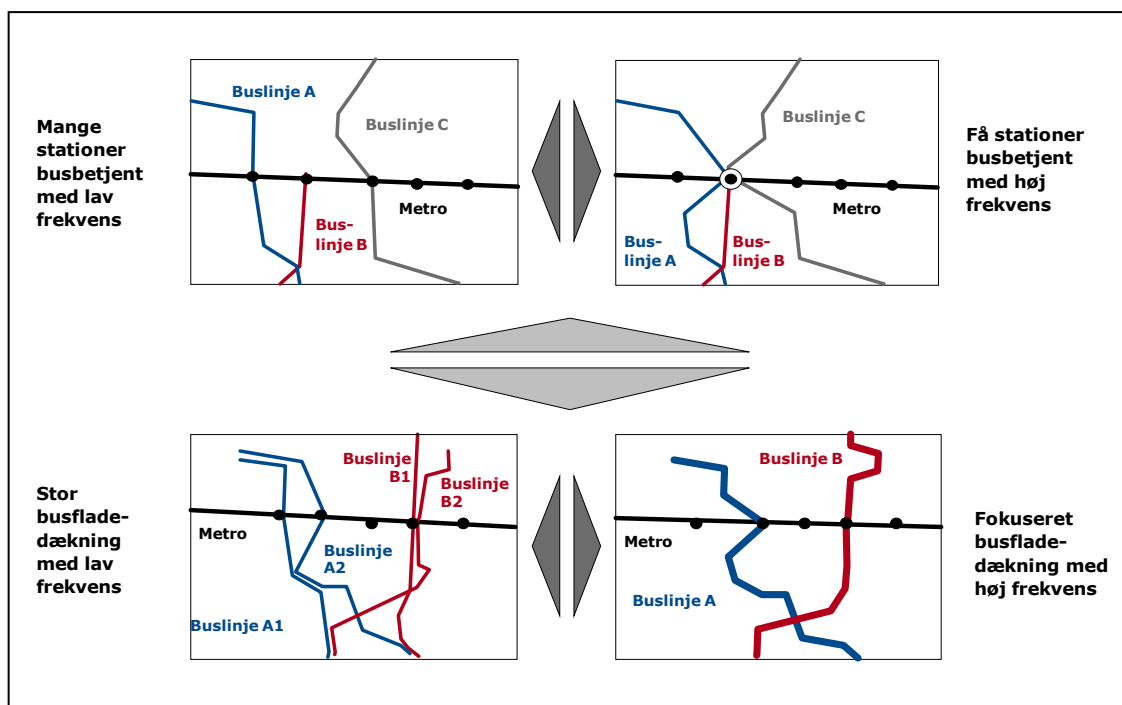 Mange
stationer
busbetjent
med lav
frekvens
Buslinje A
Buslinje C
Metro
Bus-
linje B
Buslinje C
Metro
Bus-
linje A
Bus-
linje B
Få stationer
busbetjent
med høj
frekvens
Stor
busflade-
dækning
med lav
frekvens
Buslinje
B1
Buslinje
B2
Metro
Buslinje
A2
Buslinje A1
Buslinje B
Metro
Buslinje A
Fokuseret
busflade-
dækning med
høj frekvens